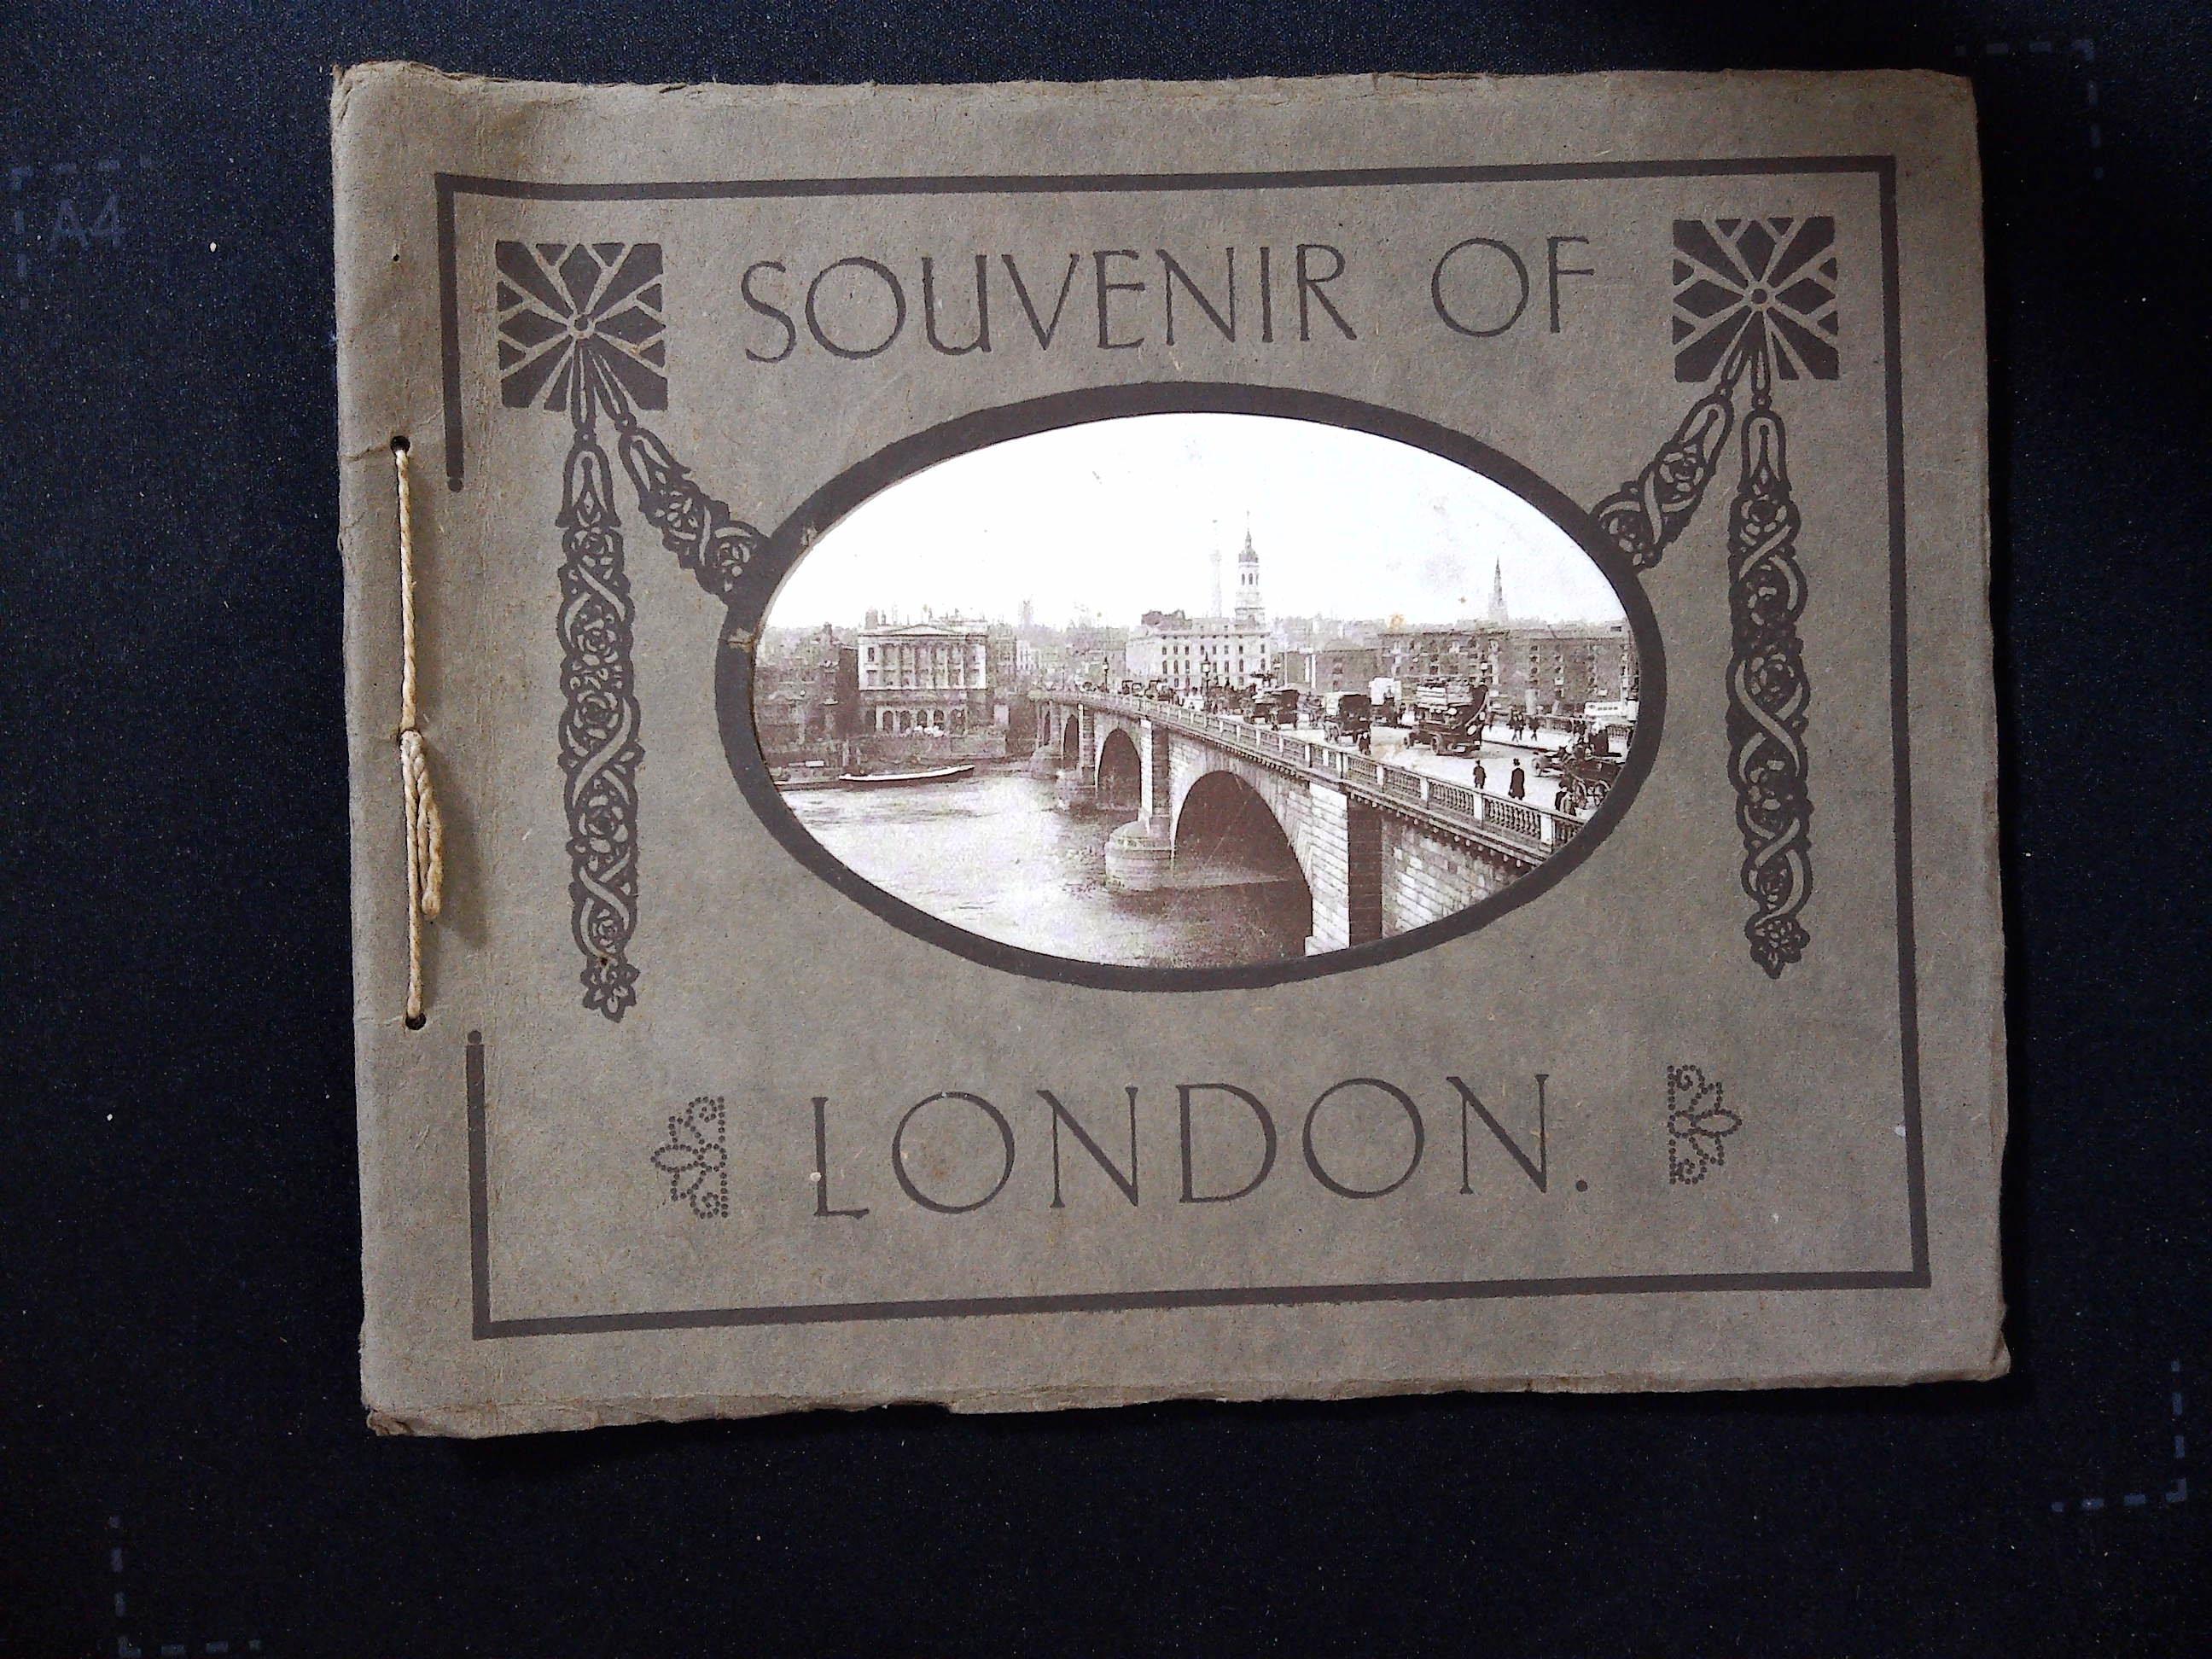 SOUVENIR OF
LONDON.
A4